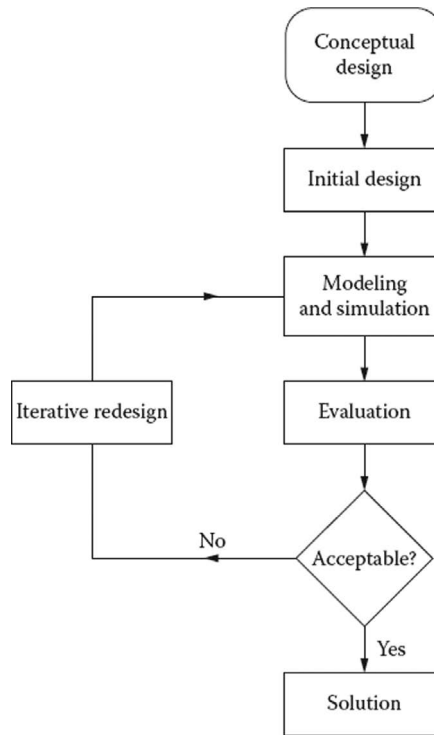 Conceptual
design
Initial design
Modeling
and simulation
Iterative redesign
Evaluation
Acceptable?
No
Yes
Solution